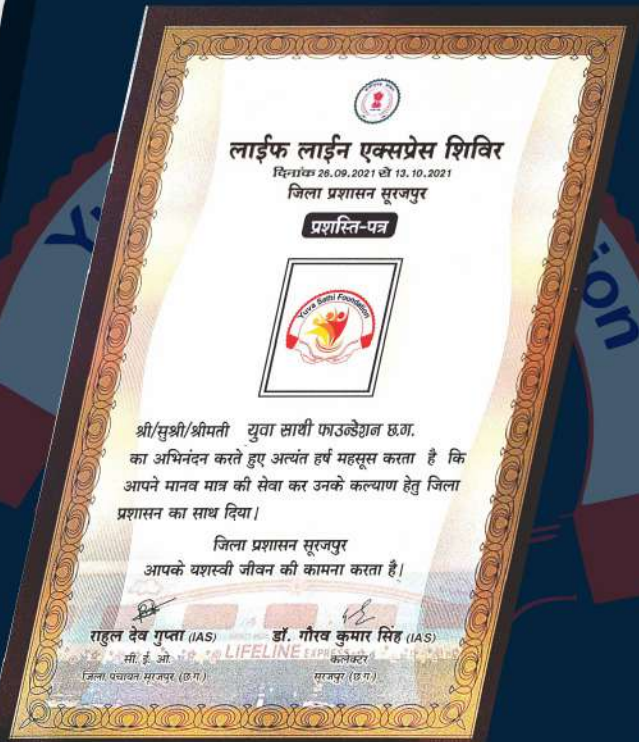 लाईफ लाईन एक्सप्रेस शिविर
दिनांक 26.09.2021 से 13.10.2021
जिला प्रशासन सूरजपुर
प्रशस्ति-पत्र
Yuva Sathi Foundation
श्री/सुश्री/श्रीमती युवा साथी फाउन्डेशन छ.ग.
का अभिनंदन करते हुए अत्यंत हर्ष महसूस करता है कि
आपने मानव मात्र की सेवा कर उनके कल्याण हेतु जिला
प्रशासन का साथ दिया|
जिला प्रशासन सूरजपुर
आपके यशस्वी जीवन की कामना करता है|
राहुल देव गुप्ता (IAS) डॉ. गौरव कुमार सिंह (IAS)
LIFELINE EXPRESS
सी. ई. ओ. कलेक्टर
जिला पंचायत सूरजपुर (छ.ग.) सूरजपुर (छ.ग.)